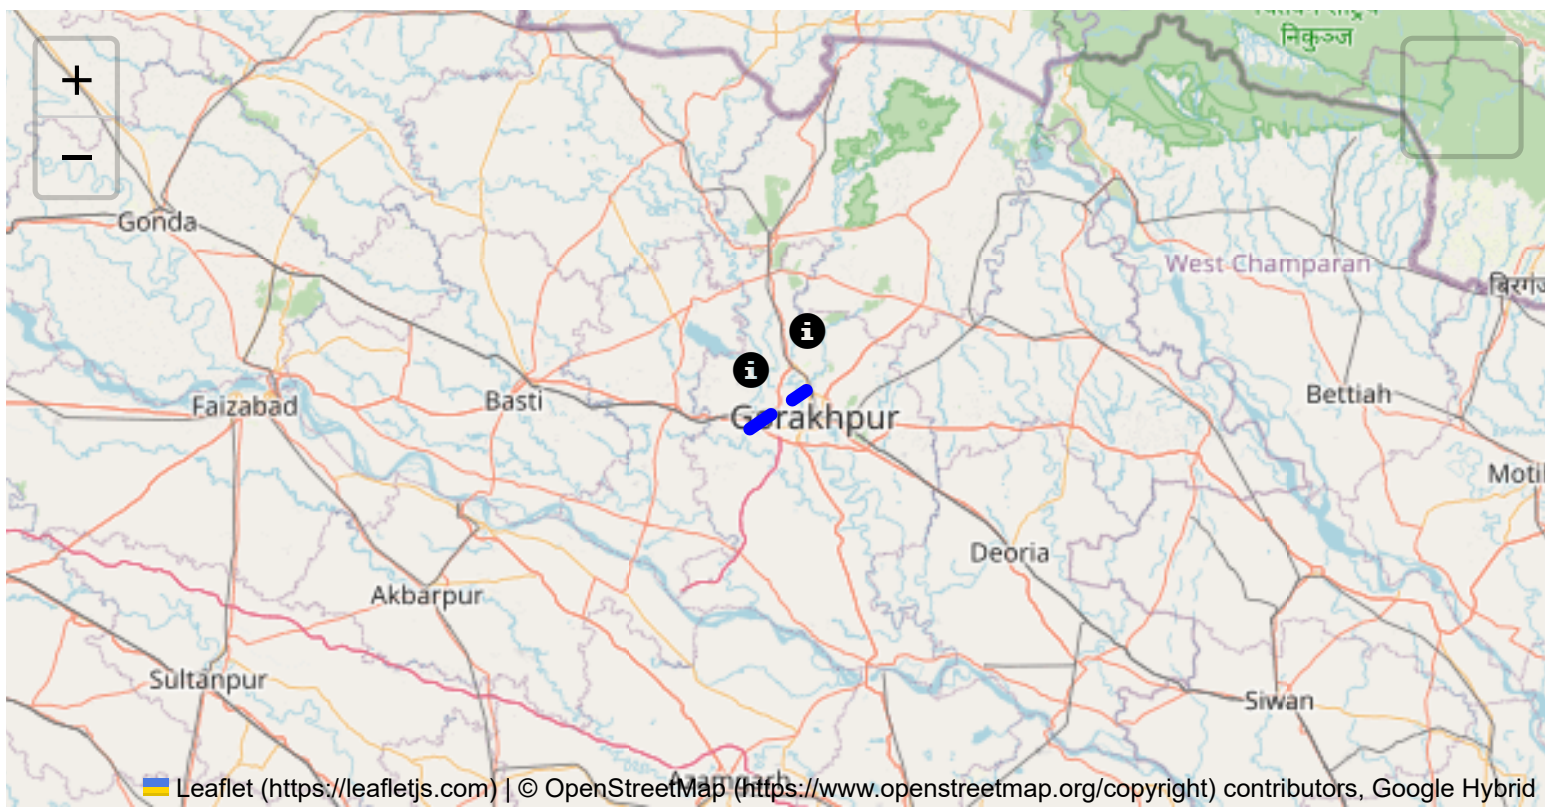 निकुञ्ज
+
−
Gonda
West Champaran
Faizabad
Basti
Gorakhpur
Bettiah
Deoria
Akbarpur
Sultanpur
Siwan
Azamgarh
Leaflet (https://leafletjs.com) | © OpenStreetMap (https://www.openstreetmap.org/copyright) contributors, Google Hybrid